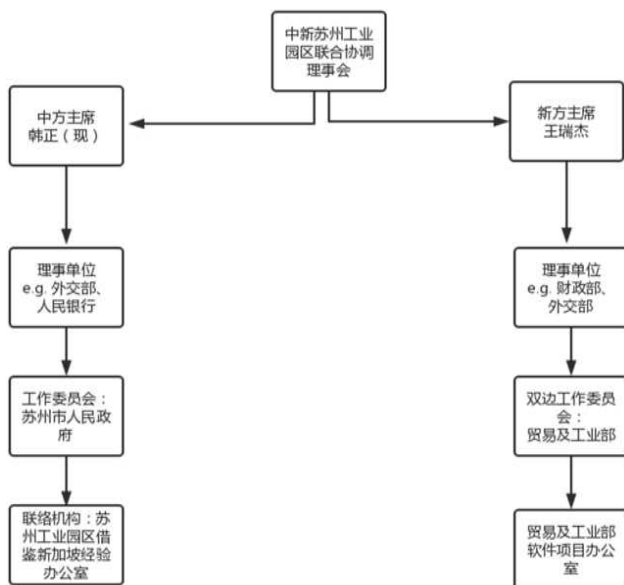 中新苏州工业
园区联合协调
理事会
中方主席
韩正（现）
新方主席
王瑞杰
理事单位
e.g. 外交部、
人民银行
理事单位
e.g. 财政部、
外交部
工作委员会：
苏州市人民政
府
双边工作委员
会：
贸易及工业部
联络机构：苏
州工业园区借
鉴新加坡经验
办公室
贸易及工业部
软件项目办公
室